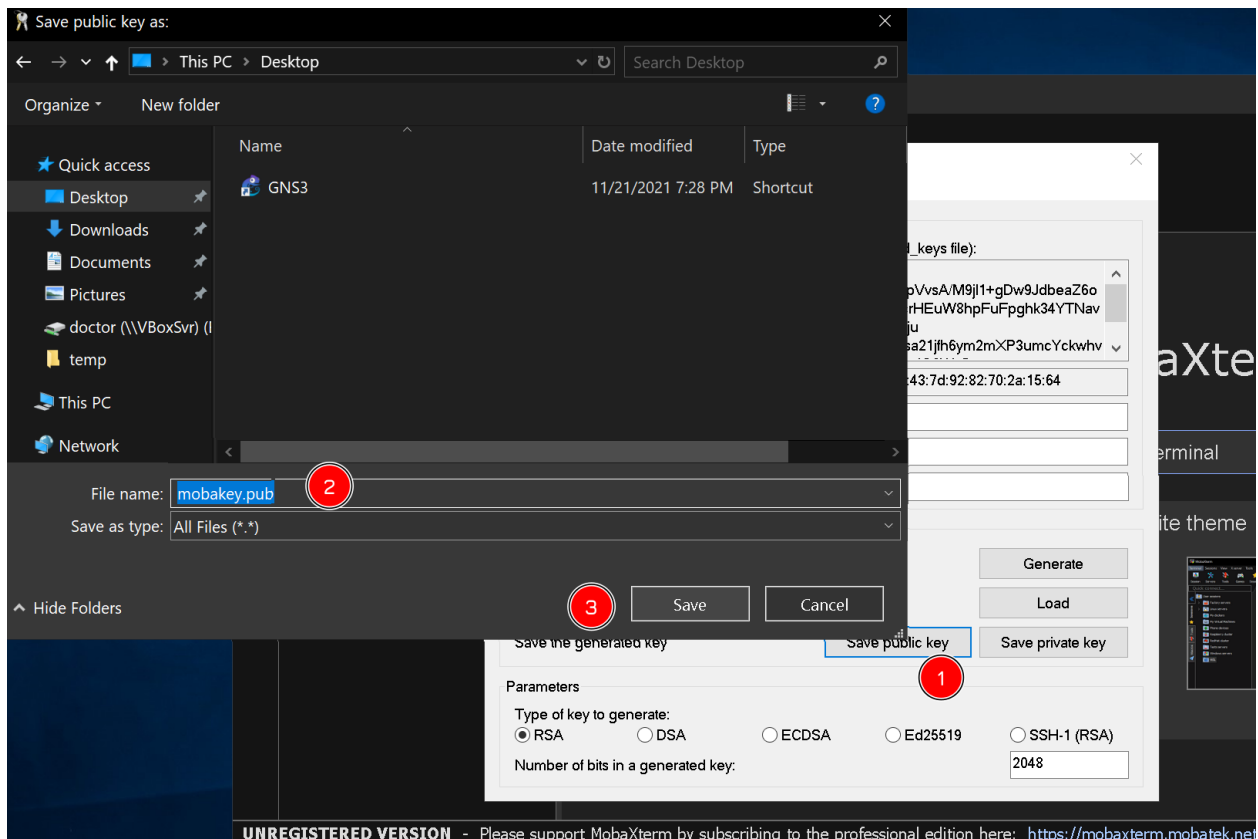 Save public key as:
This PC > Desktop
Search Desktop
Organize
New folder
Name
Date modified
Type
Quick access
Desktop
Downloads
Documents
Pictures
doctor (\\VBoxSvr) (
temp
This PC
Network
GNS3
11/21/2021 7:28 PM
Shortcut
File name:
mobakey.pub
2
Save as type:
All Files (*.*)
Hide Folders
3
Save
Cancel
_keys file):
pVvsA/M9jl1+gDw9JdbeaZ6o
rHEuW8hpFuFpghk34YTNav
ju
sa21jfh6ym2mXP3umcYckwhv
:43:7d:92:82:70:2a:15:64
Generate
Load
Save the generated key
Save public key
Save private key
1
Parameters
Type of key to generate:
RSA
DSA
ECDSA
Ed25519
SSH-1 (RSA)
Number of bits in a generated key:
2048
aXte
erminal
ite theme
UNREGISTERED VERSION - Please support MobaXterm by subscribing to the professional edition here: https://mobaxterm.mobatek.net